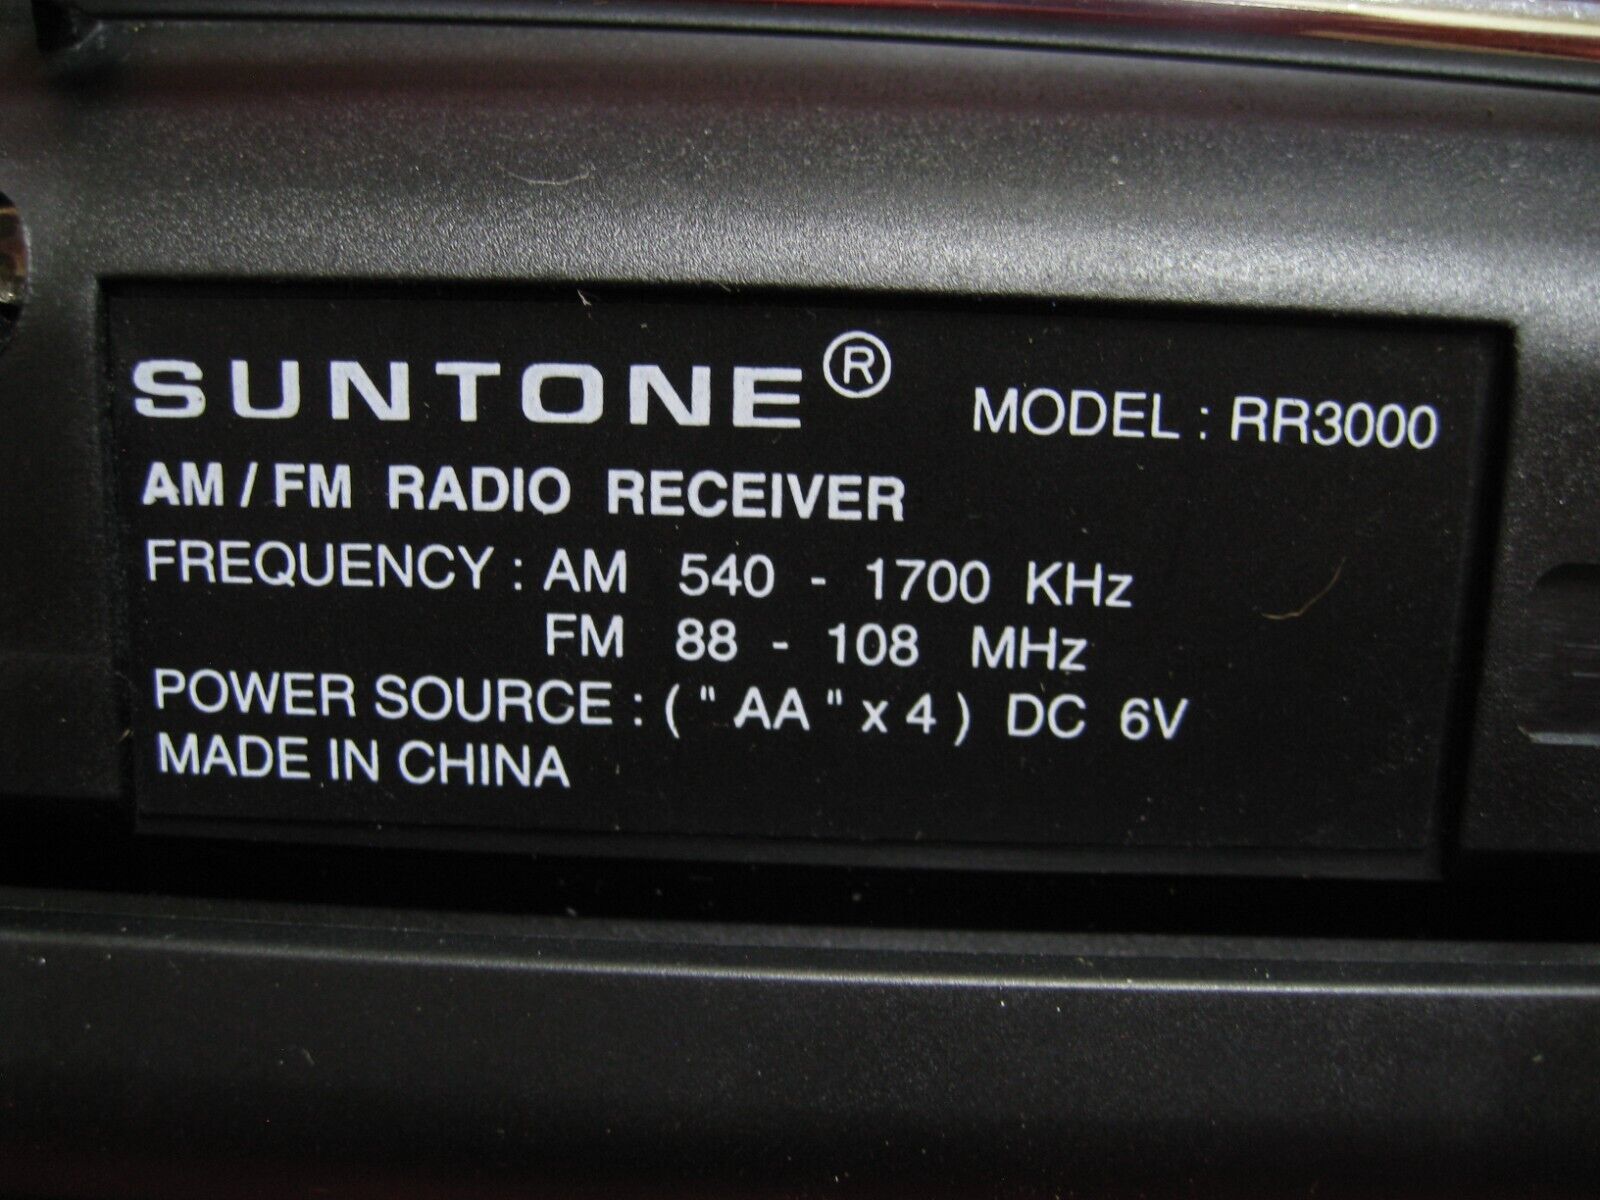 SUNTONE® MODEL : RR3000
AM / FM RADIO RECEIVER
FREQUENCY : AM 540 - 1700 KHz
FM 88 - 108 MHz
POWER SOURCE : ( "AA" x 4 ) DC 6V
MADE IN CHINA